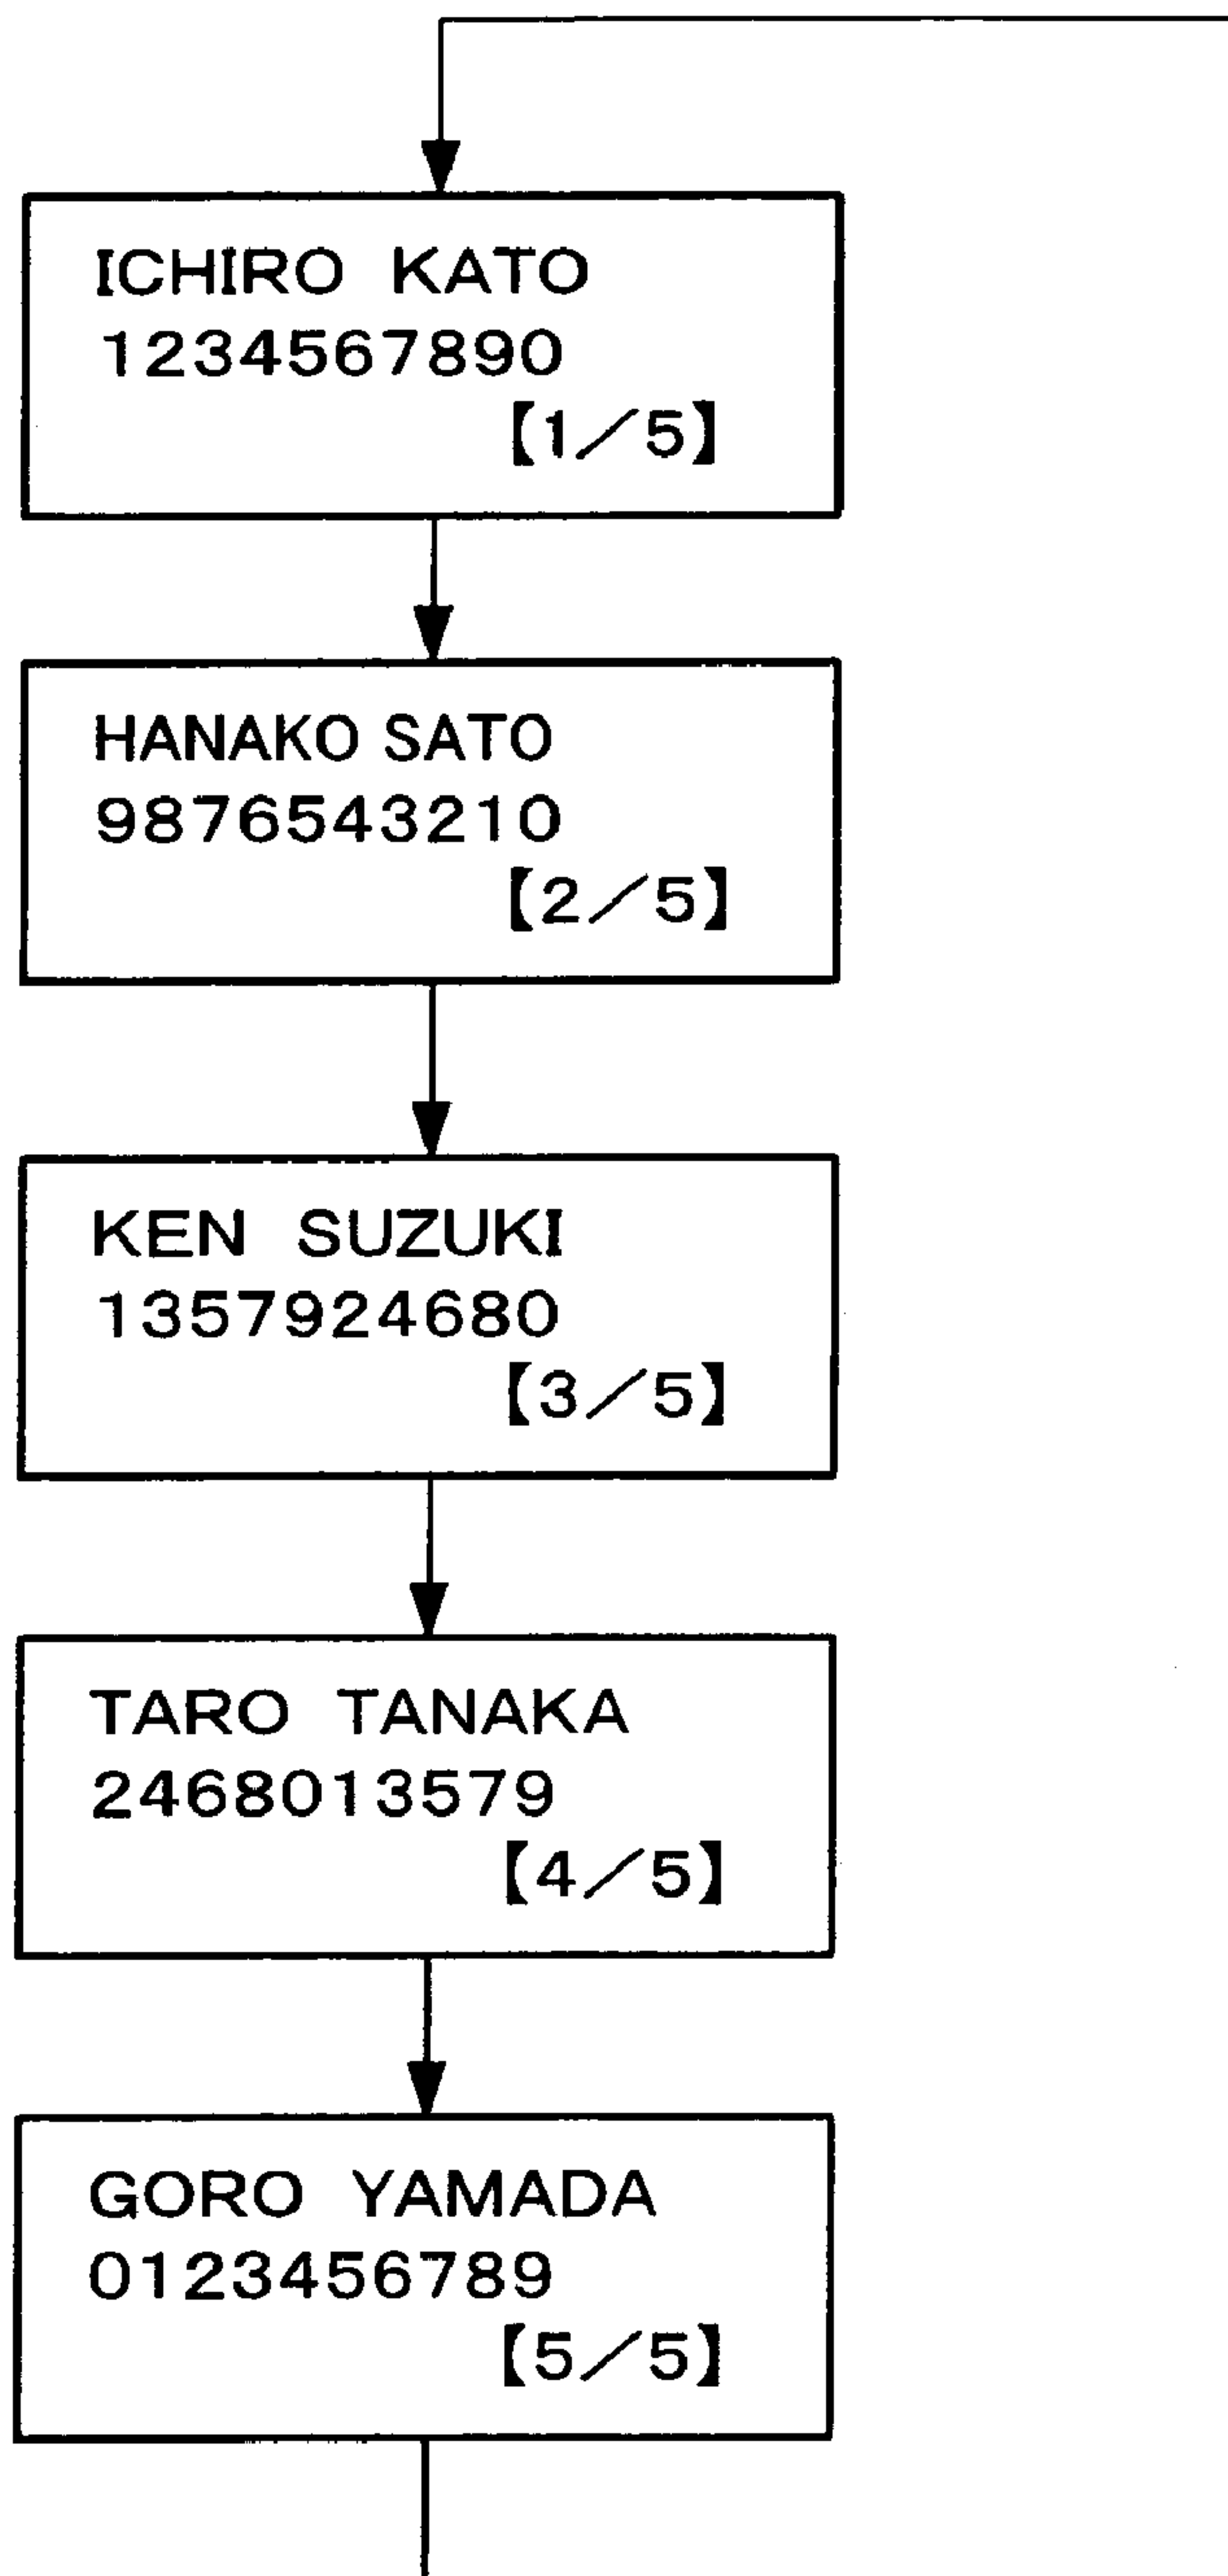 ICHIRO KATO
1234567890
【1／5】
HANAKO SATO
9876543210
【2／5】
KEN SUZUKI
1357924680
【3／5】
TARO TANAKA
2468013579
【4／5】
GORO YAMADA
0123456789
【5／5】